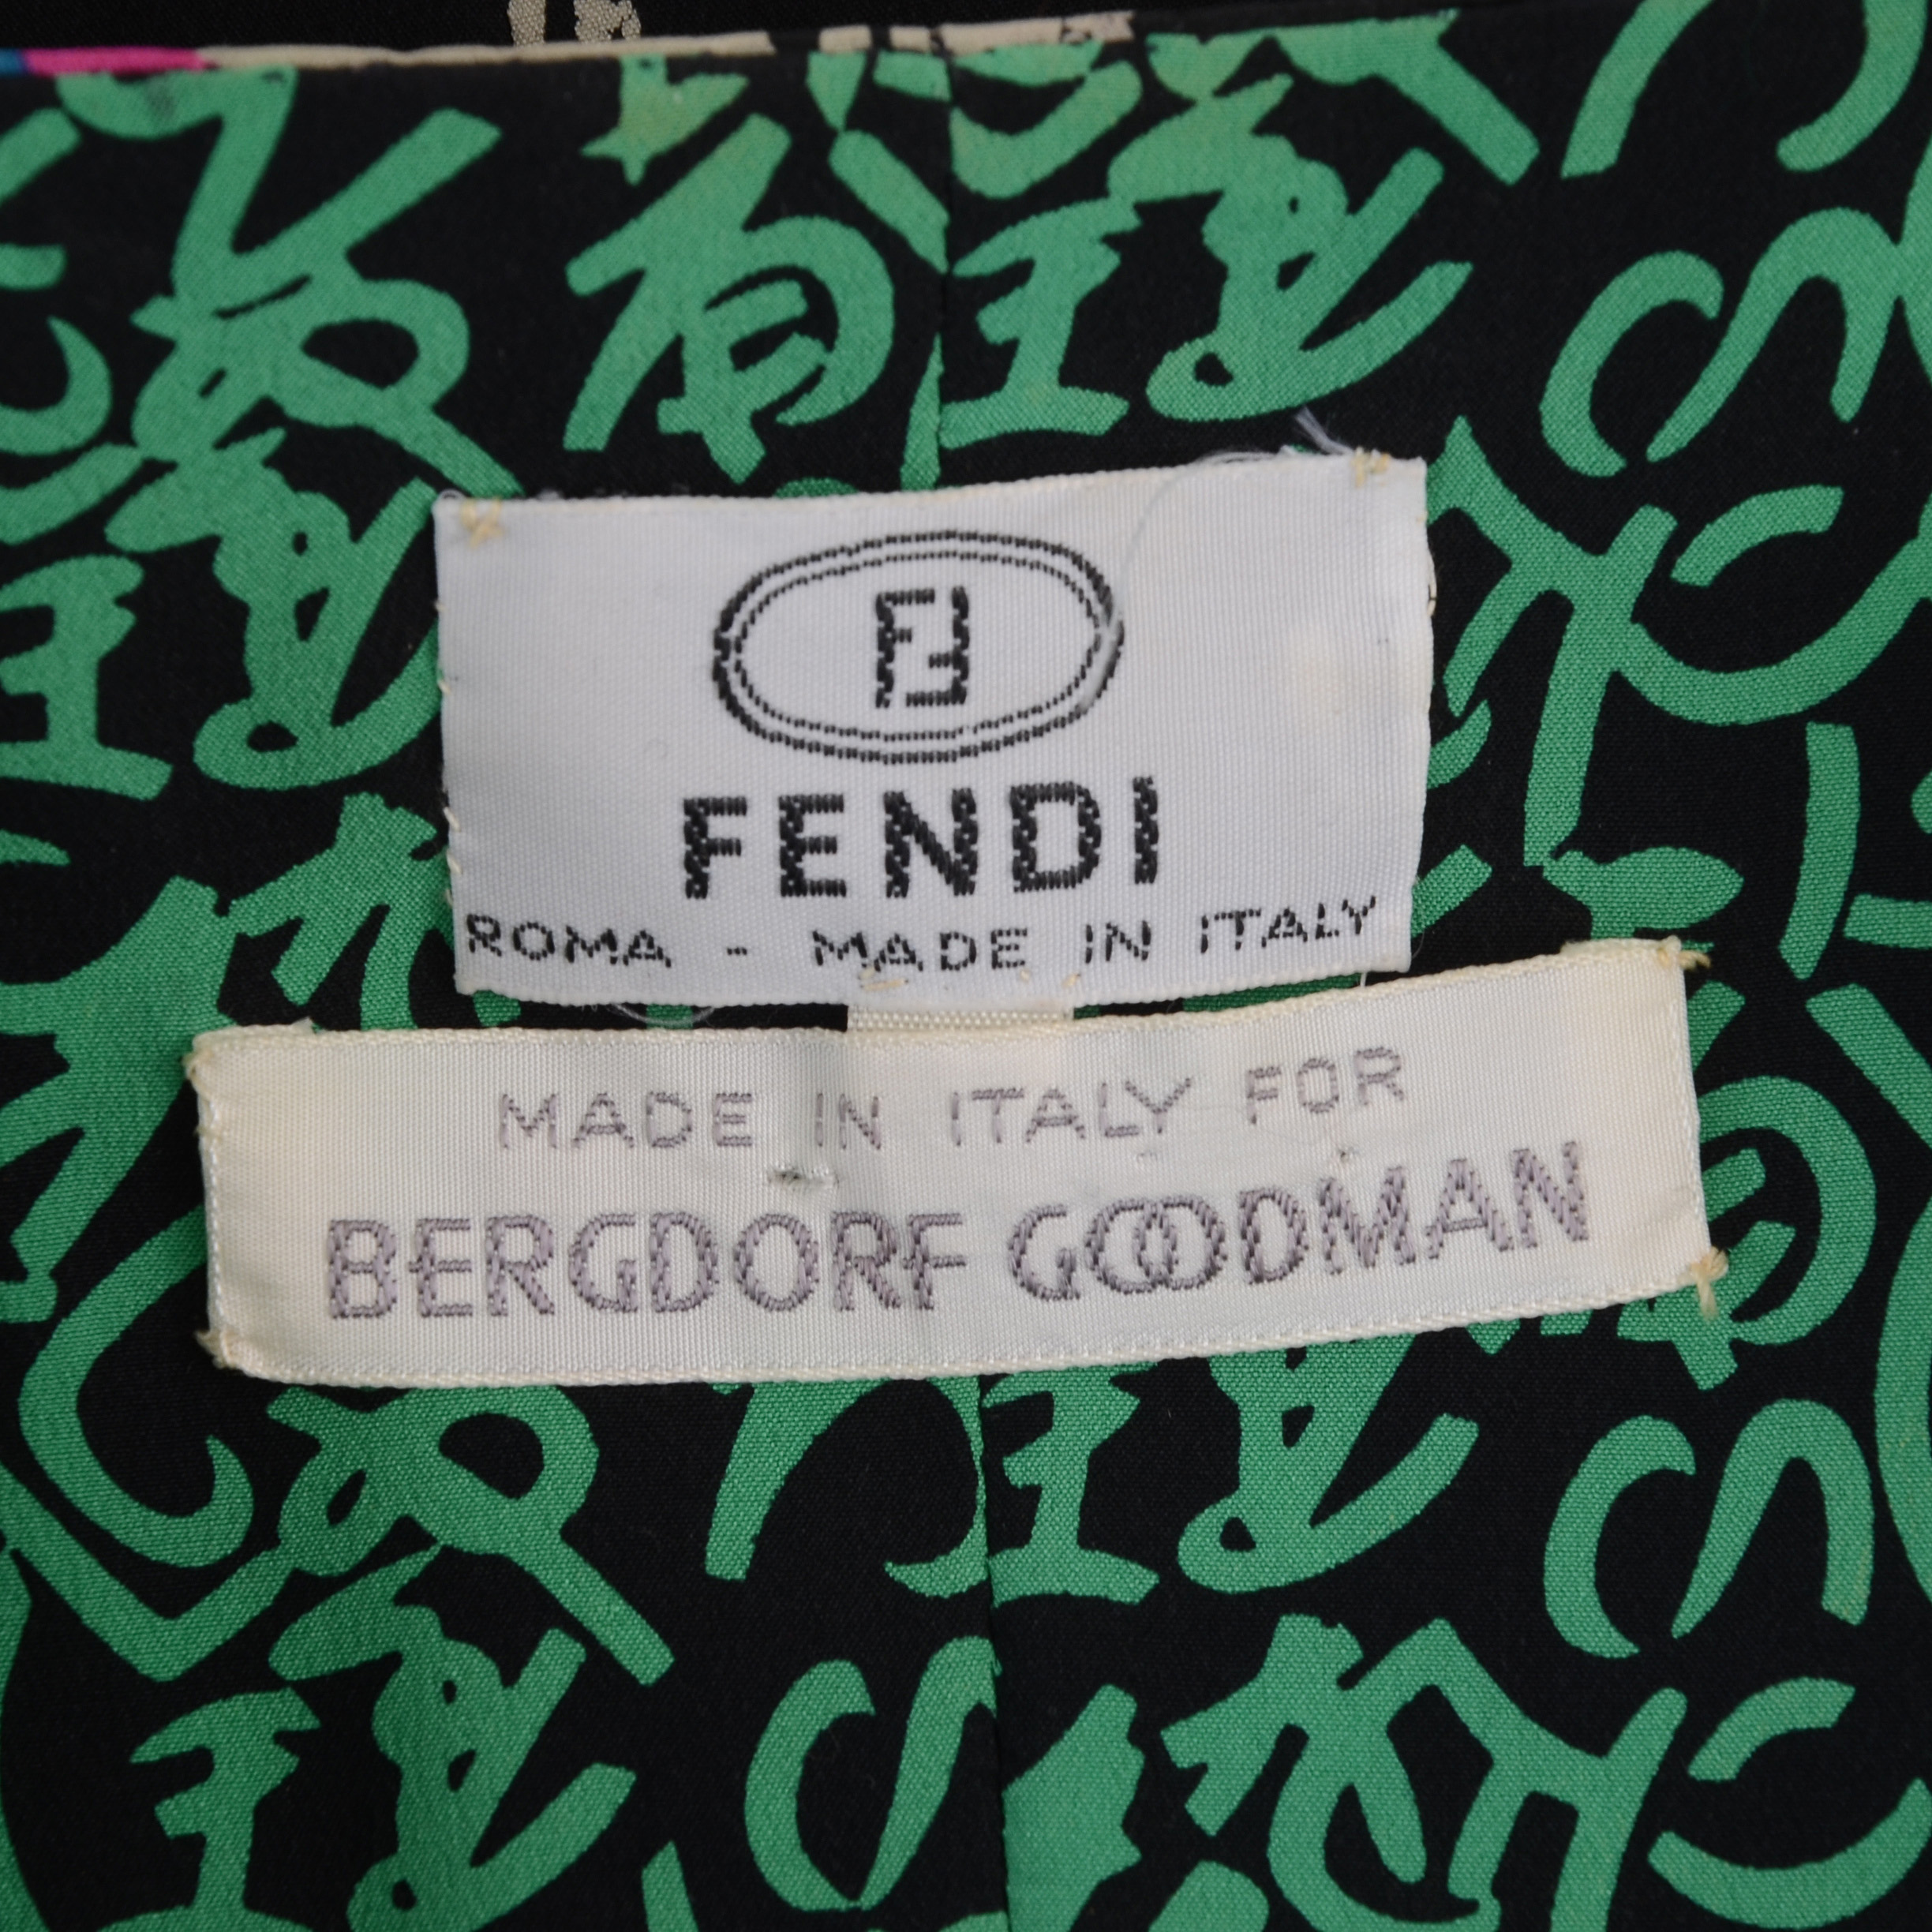 FF
FENDI
ROMA - MADE IN ITALY
MADE IN ITALY FOR
BERGDORF GOODMAN